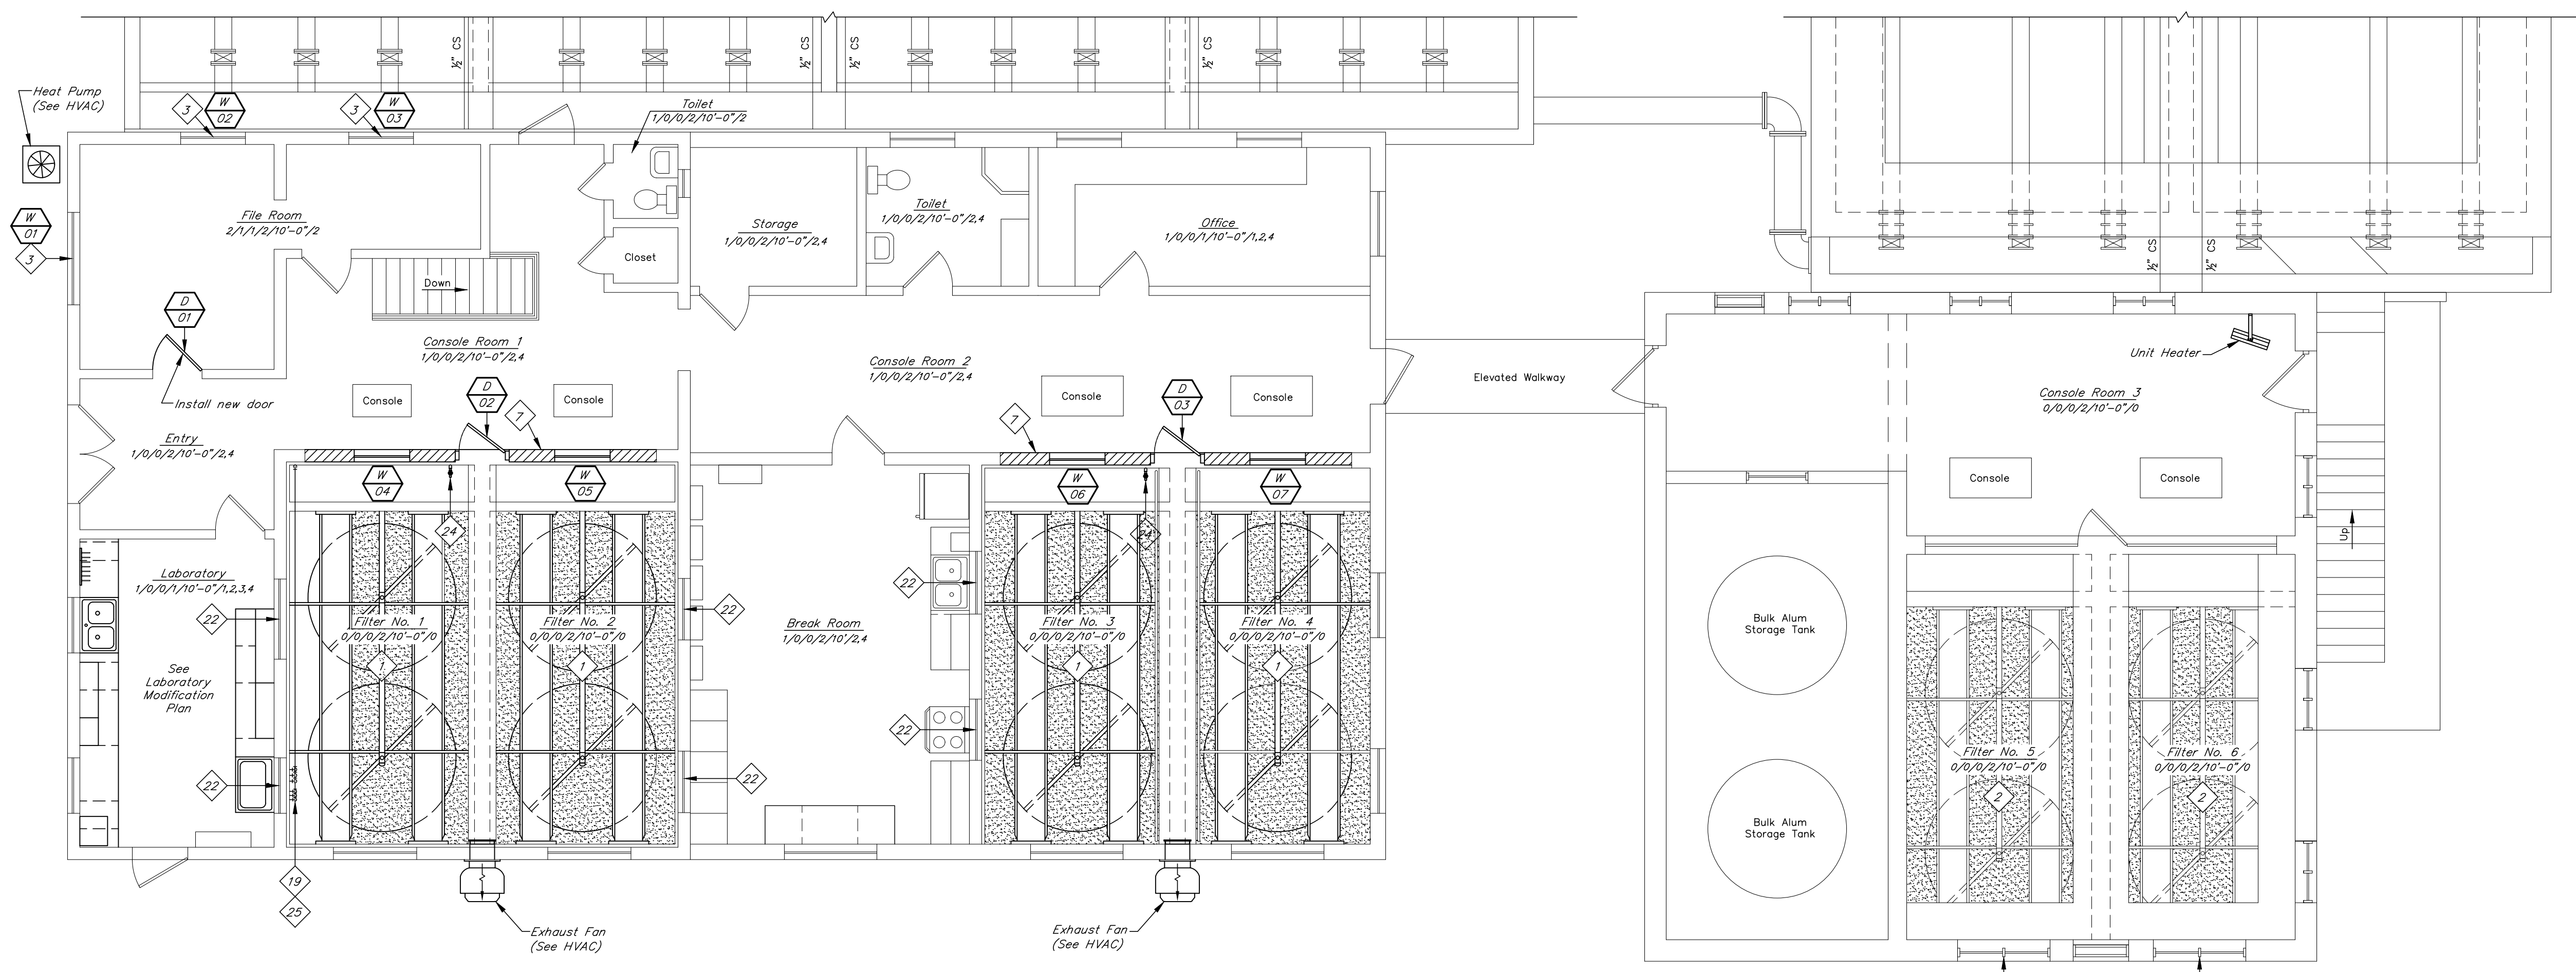 ½" CS
½" CS
½" CS
½" CS
Heat Pump
(See HVAC)
3
W
02
3
W
03
Toilet
1/0/0/2/10'-0"/2
W
01
3
File Room
2/1/1/2/10'-0"/2
Closet
Down
D
01
Install new door
Storage
1/0/0/2/10'-0"/2,4
Toilet
1/0/0/2/10'-0"/2,4
Office
1/0/0/1/10'-0"/1,2,4
½" CS
½" CS
Console Room 1
1/0/0/2/10'-0"/2,4
Console Room 2
1/0/0/2/10'-0"/2,4
Elevated Walkway
Unit Heater
Console Room 3
0/0/0/2/10'-0"/0
Console
D
02
Console
7
Console
D
03
Console
7
Entry
1/0/0/2/10'-0"/2,4
W
04
W
05
W
06
W
07
24
24
Console
Console
Up
Laboratory
1/0/0/1/10'-0"/1,2,3,4
22
See
Laboratory
Modification
Plan
22
Filter No. 1
0/0/0/2/10'-0"/0
1
Filter No. 2
0/0/0/2/10'-0"/0
1
22
22
Break Room
1/0/0/2/10'/2,4
22
22
Filter No. 3
0/0/0/2/10'-0"/0
1
Filter No. 4
0/0/0/2/10'-0"/0
1
Bulk Alum
Storage Tank
Bulk Alum
Storage Tank
Filter No. 5
0/0/0/2/10'-0"/0
2
Filter No. 6
0/0/0/2/10'-0"/0
2
19
25
Exhaust Fan
(See HVAC)
Exhaust Fan
(See HVAC)